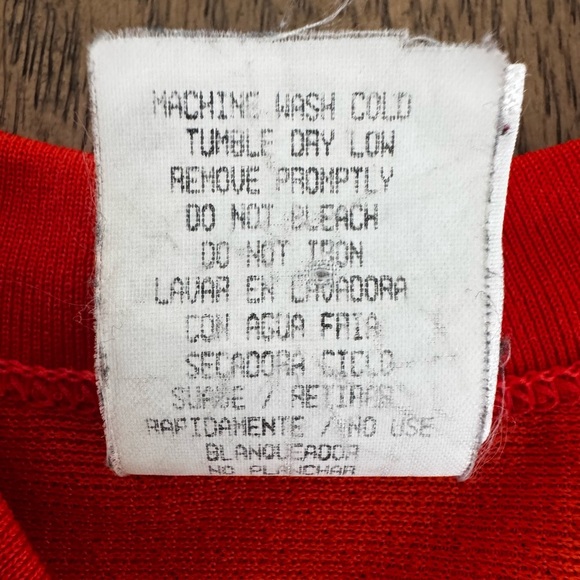 MACHINE WASH COLD
TUMBLE DRY LOW
REMOVE PROMPTLY
DO NOT BLEACH
DO NOT IRON
LAVAR EN LAVADORA
CON AGUA FRIA
SECADORA CICLO
SUAVE / RETIRAR
RAPIDAMENTE / NO USE
BLANQUEADOR
NO PLANCHAR